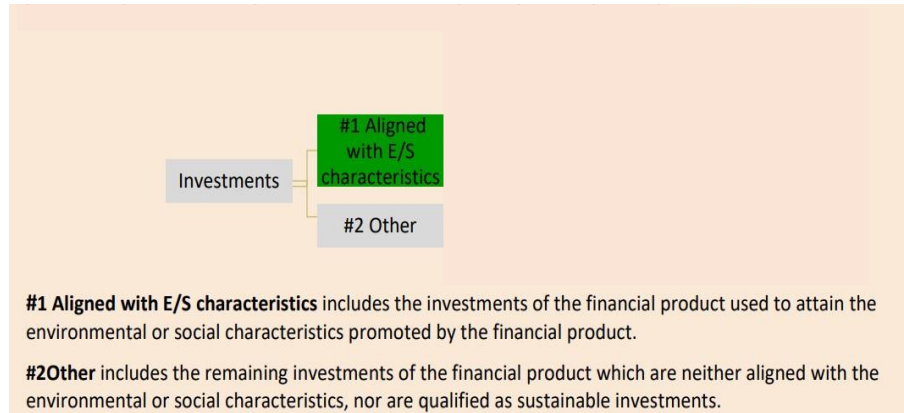 #1 Aligned
with E/S
characteristics
Investments
#2 Other
#1 Aligned with E/S characteristics includes the investments of the financial product used to attain the
environmental or social characteristics promoted by the financial product.
#2Other includes the remaining investments of the financial product which are neither aligned with the
environmental or social characteristics, nor are qualified as sustainable investments.